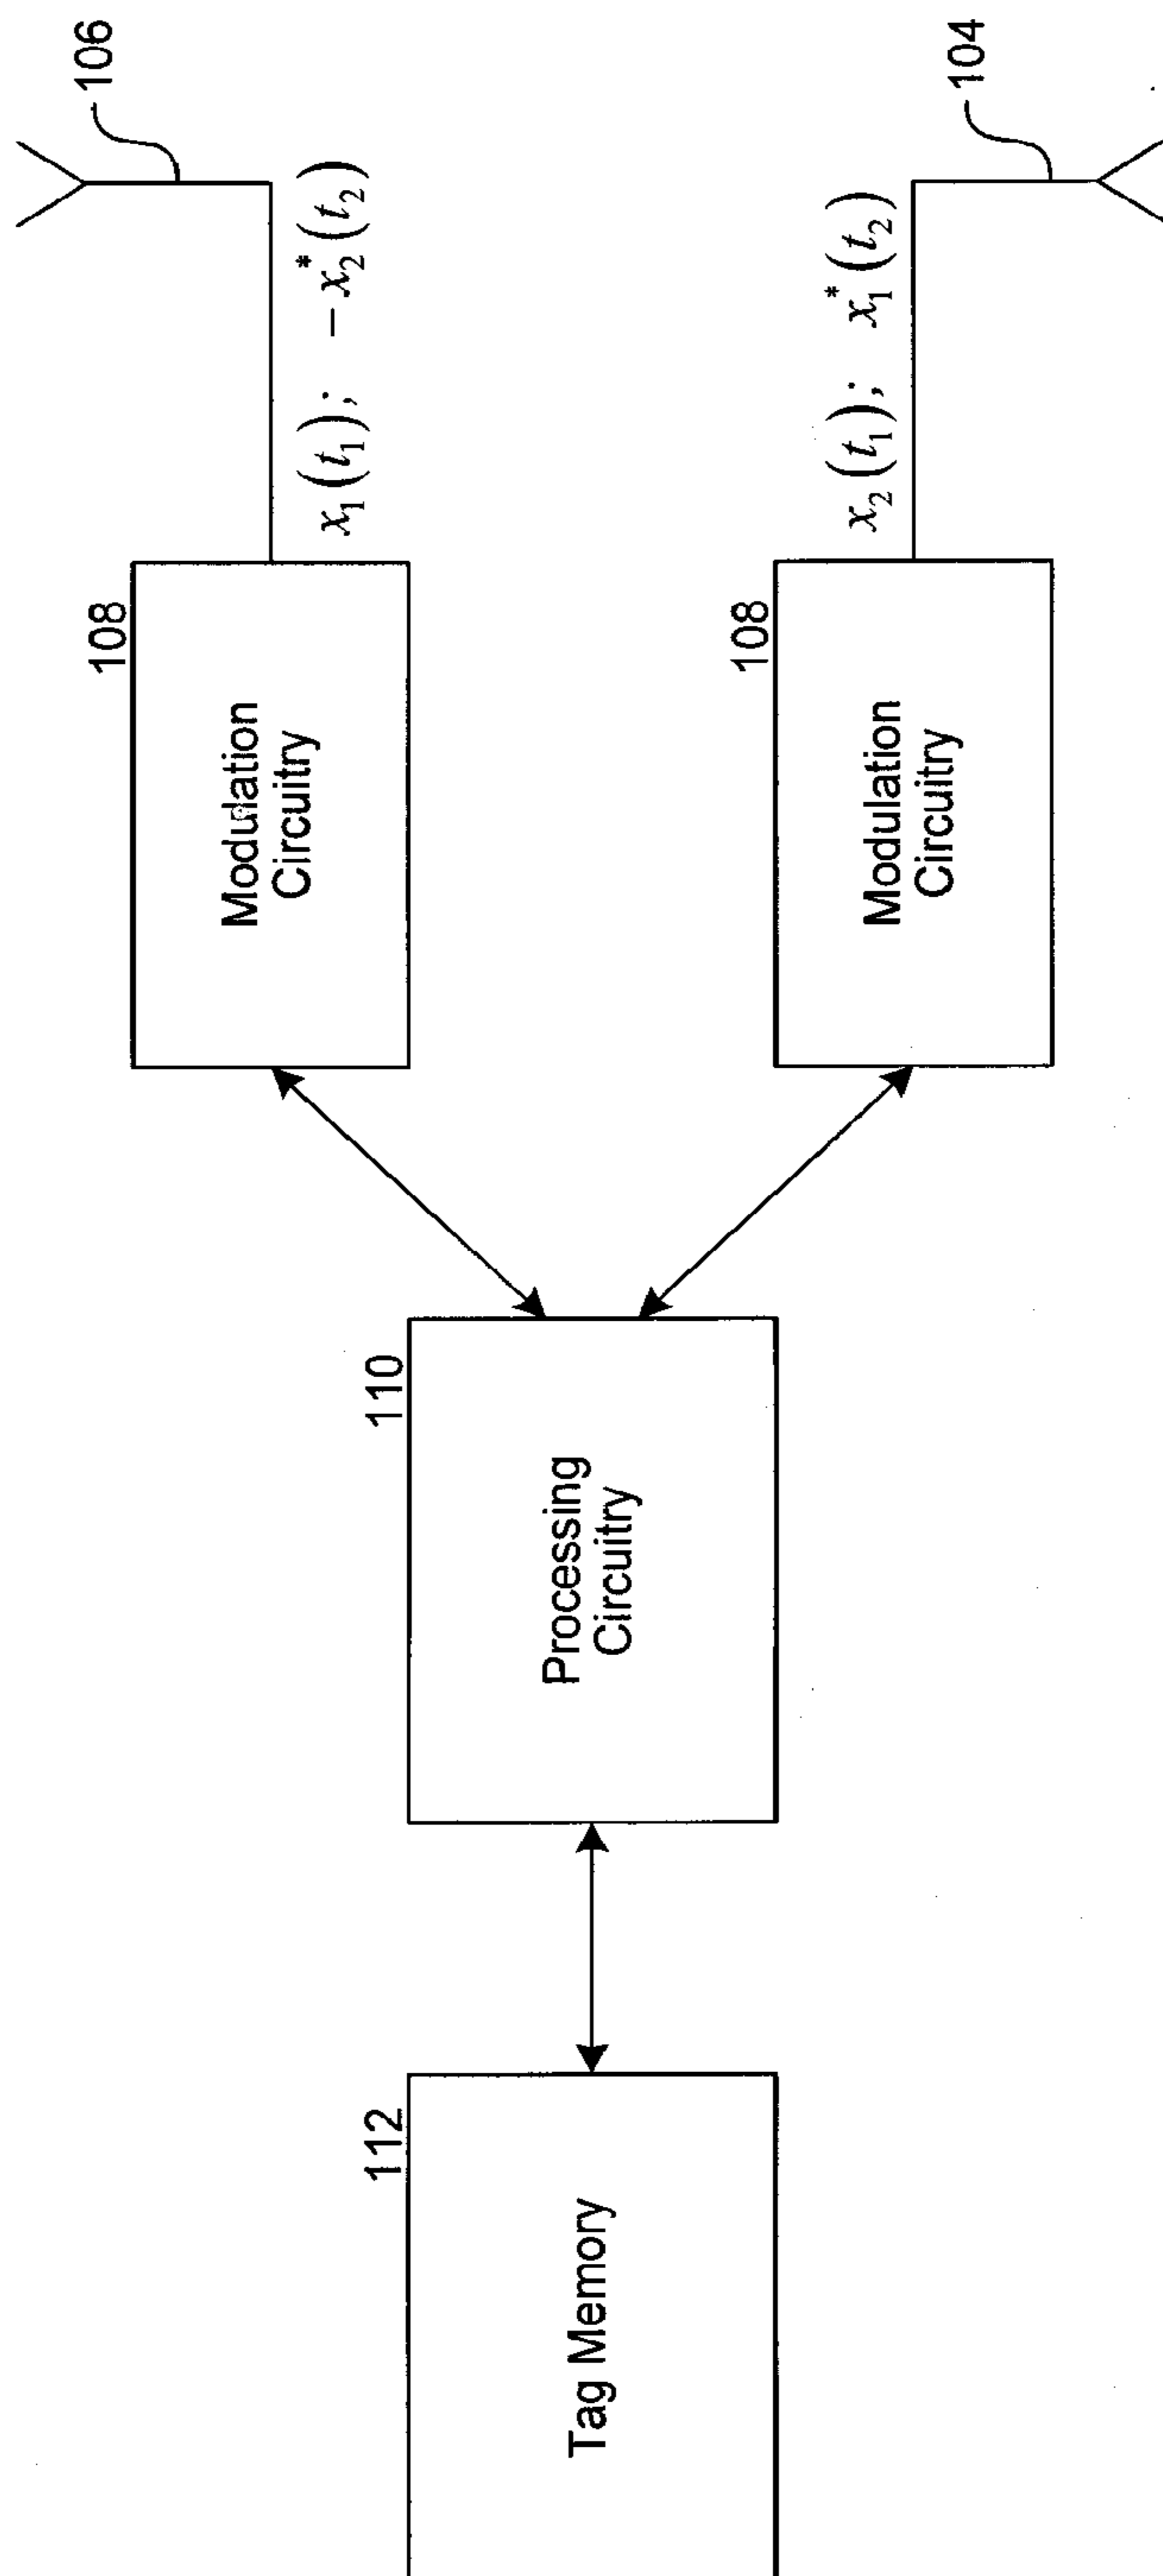 112
Tag Memory
110
Processing
Circuitry
108
Modulation
Circuitry
x₁(t₁); −x₂*(t₂)
106
108
Modulation
Circuitry
x₂(t₁); x₁*(t₂)
104